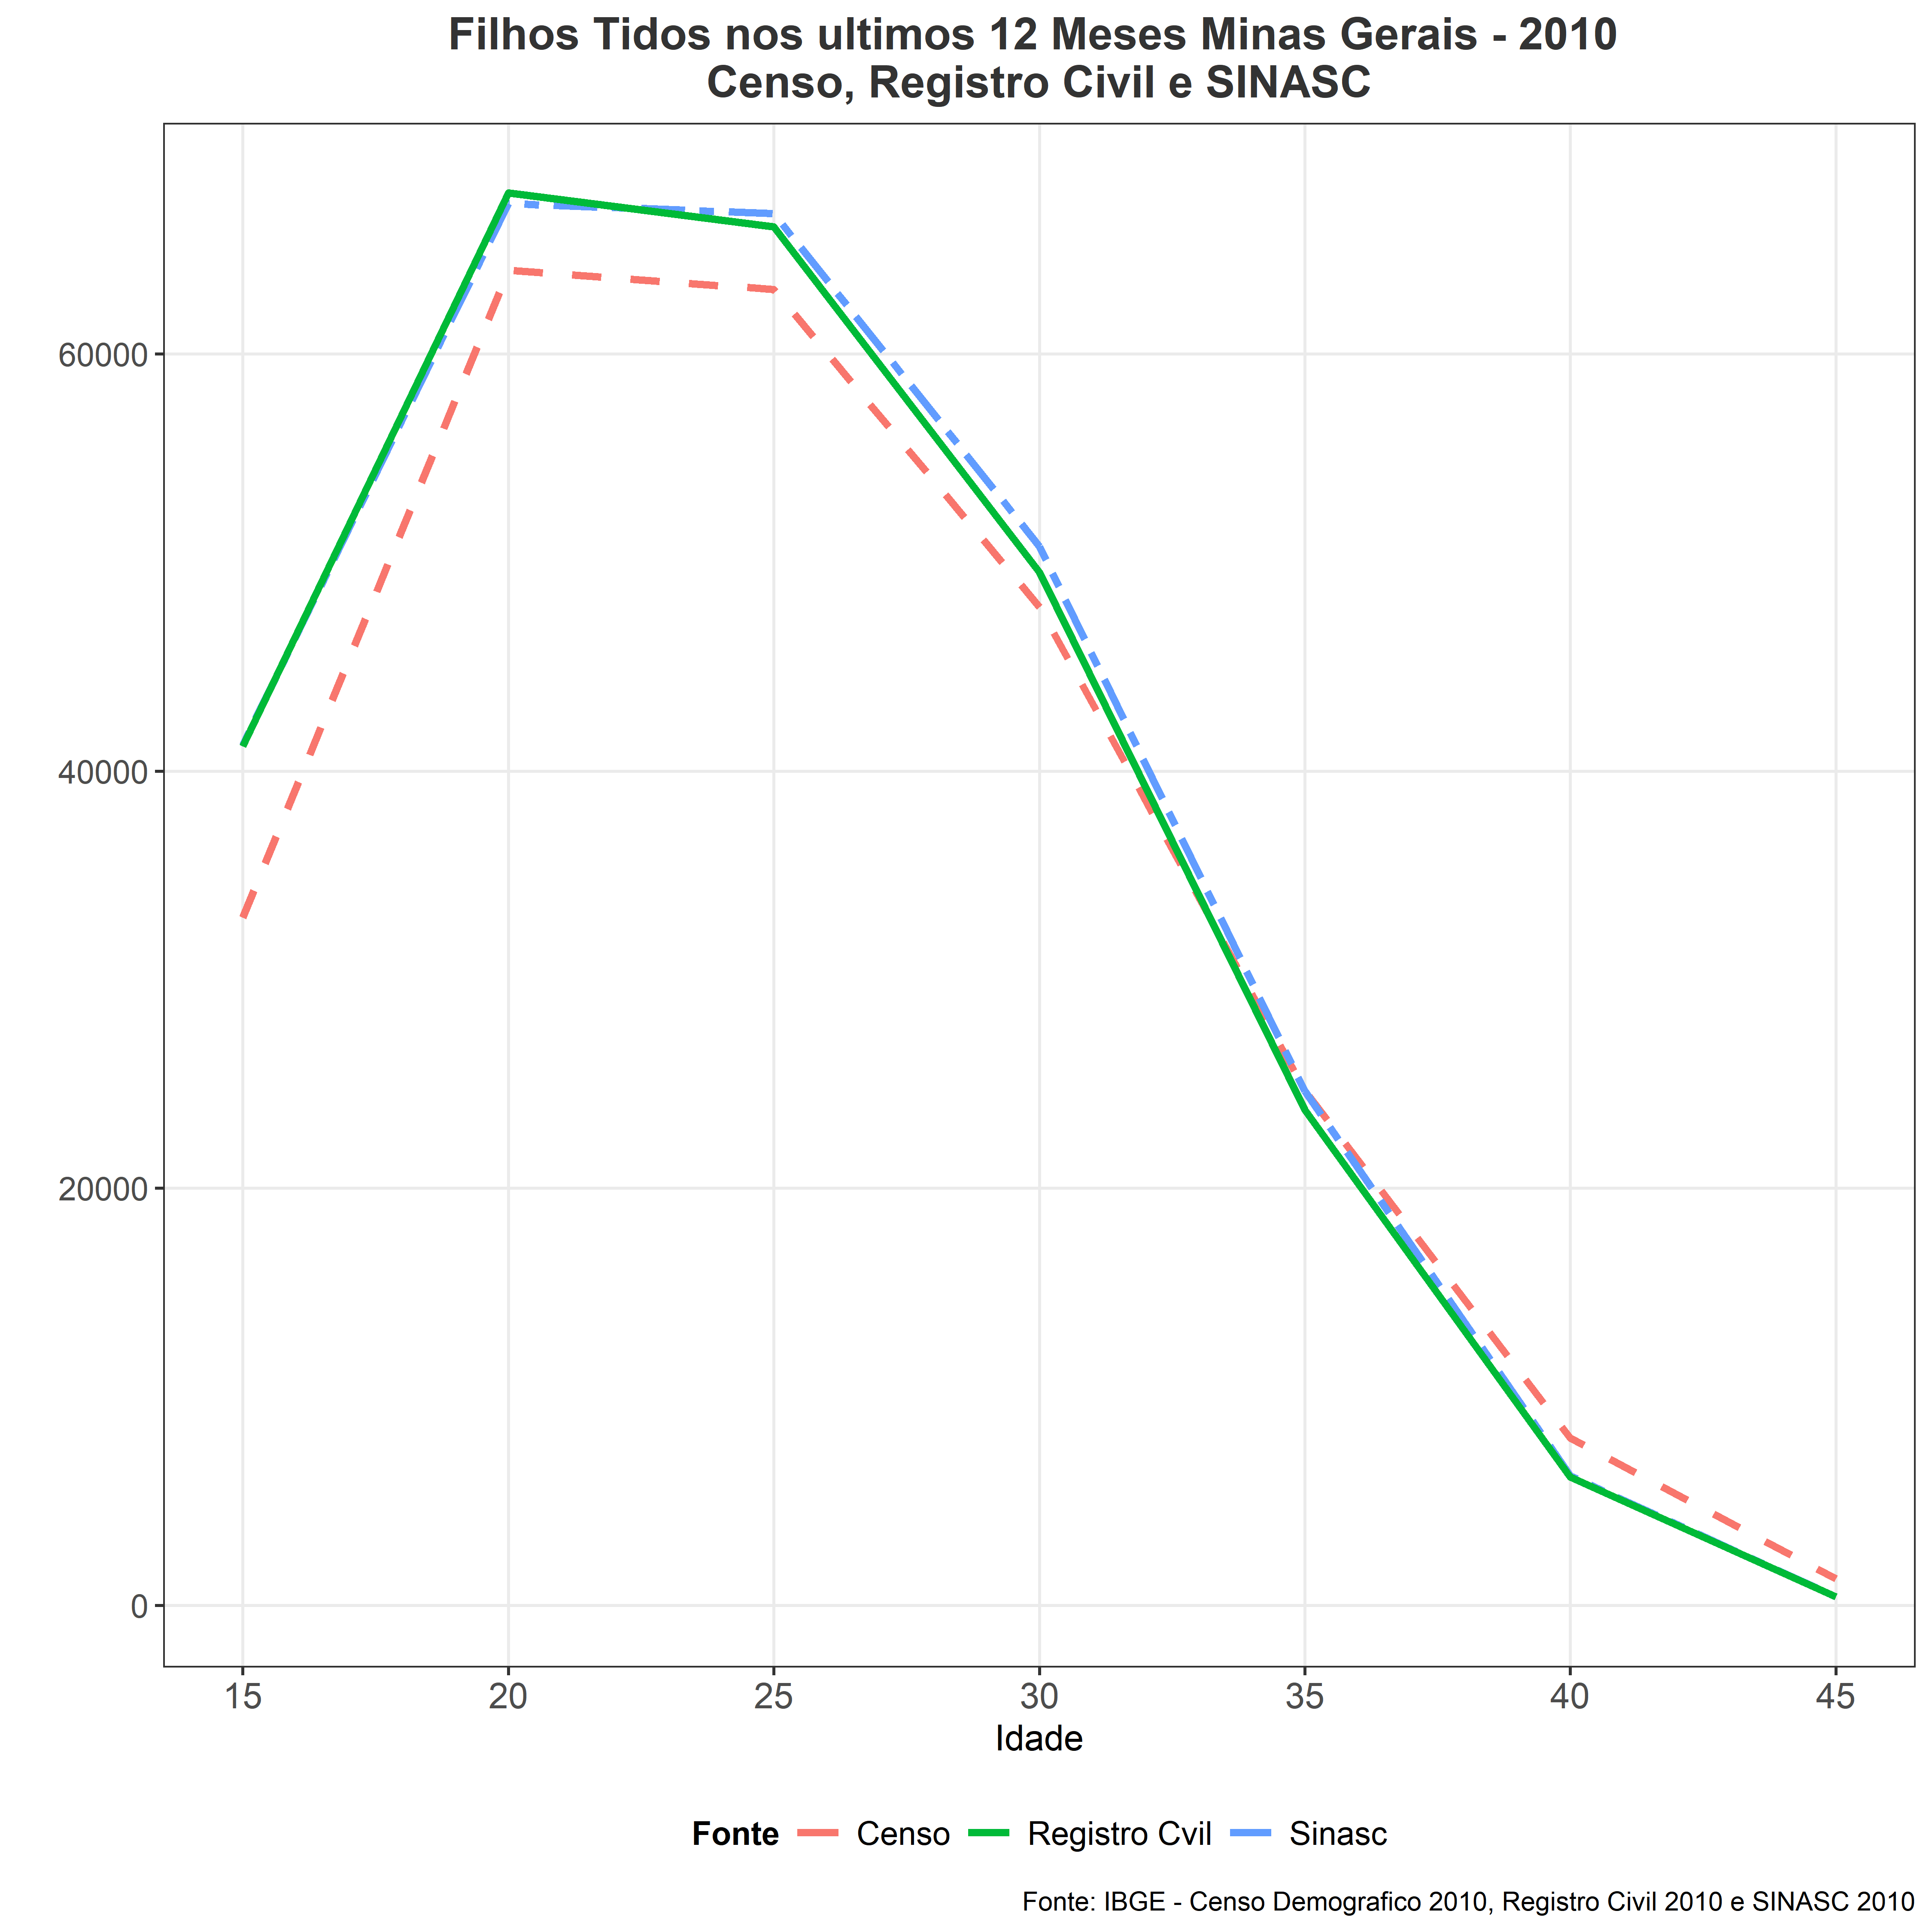 Filhos Tidos nos ultimos 12 Meses Minas Gerais - 2010
Censo, Registro Civil e SINASC
60000
40000
20000
0
15 20 25 30 35 40 45
Idade
Fonte Censo Registro Cvil Sinasc
Fonte: IBGE - Censo Demografico 2010, Registro Civil 2010 e SINASC 2010